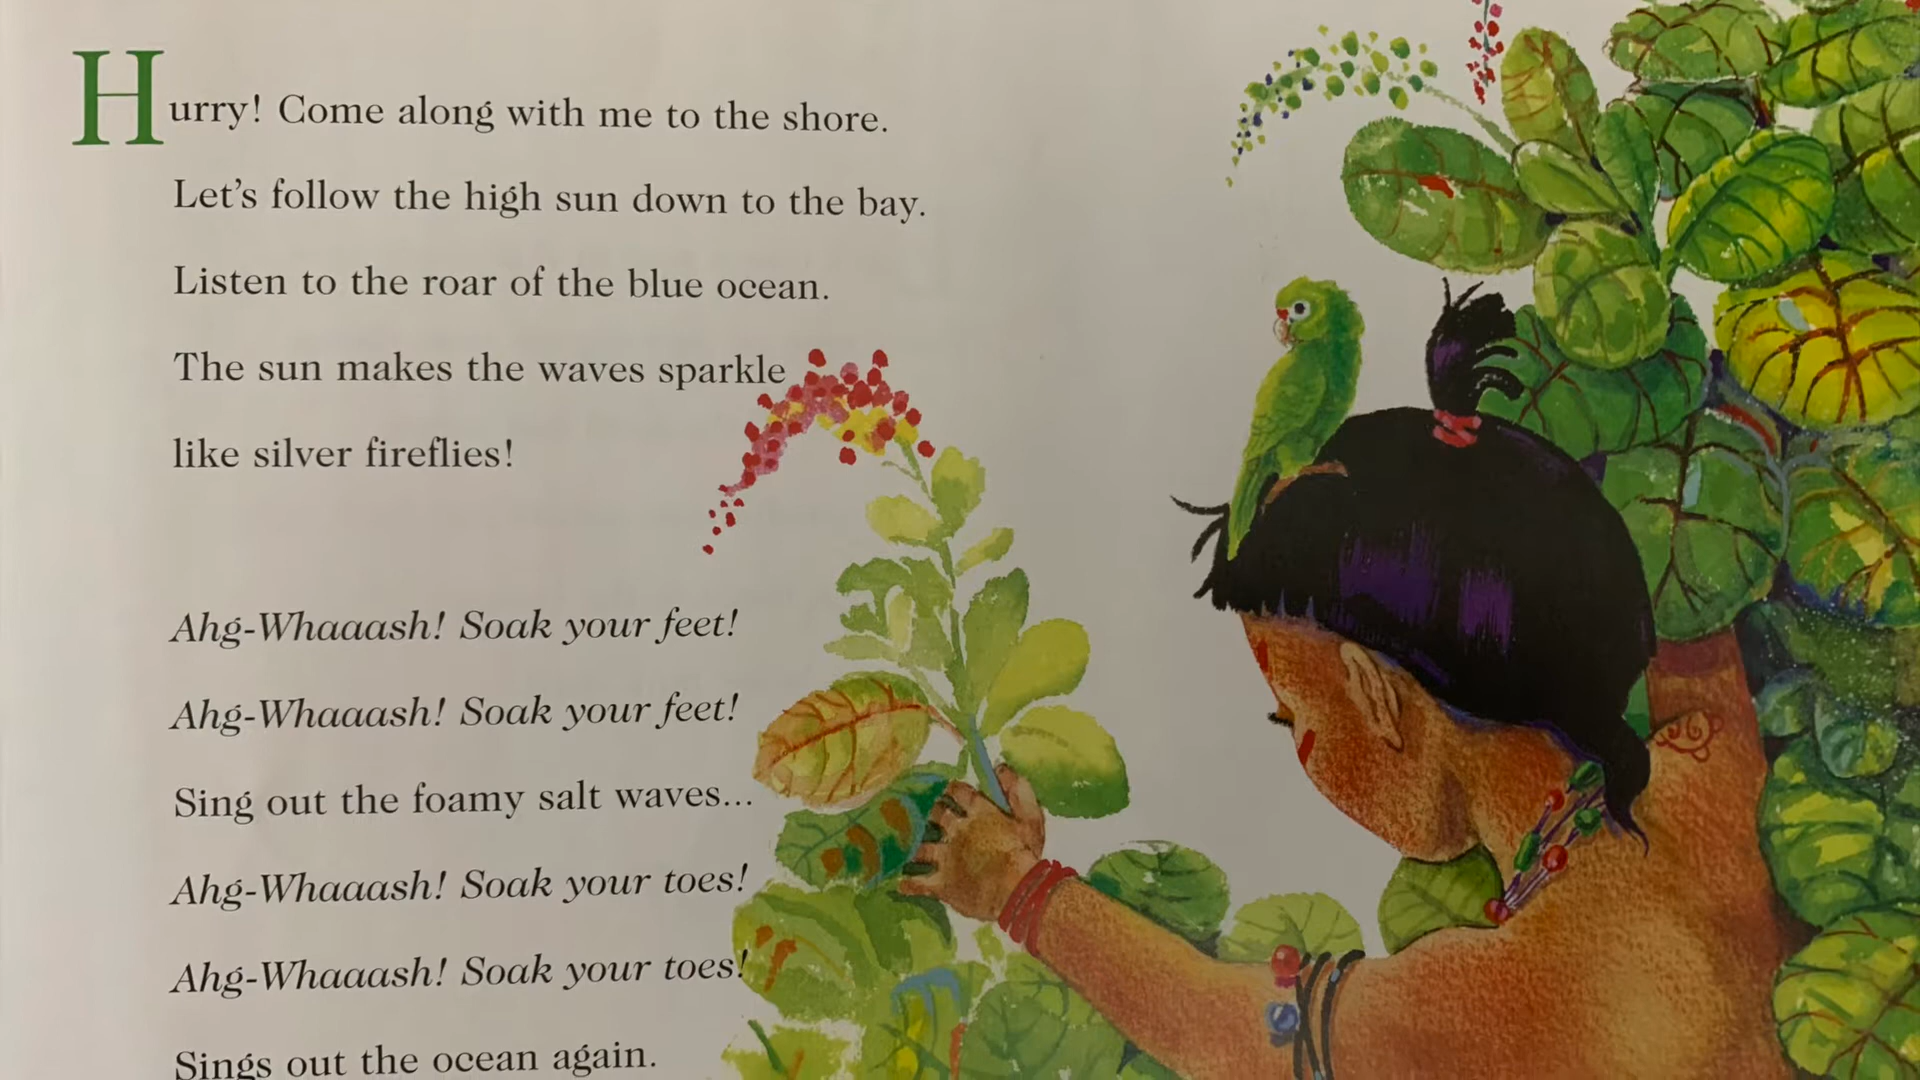 Hurry! Come along with me to the shore.
Let's follow the high sun down to the bay.
Listen to the roar of the blue ocean.
The sun makes the waves sparkle
like silver fireflies!
Ahg-Whaaash! Soak your feet!
Ahg-Whaaash! Soak your feet!
Sing out the foamy salt waves...
Ahg-Whaaash! Soak your toes!
Ahg-Whaaash! Soak your toes!
Sings out the ocean again.